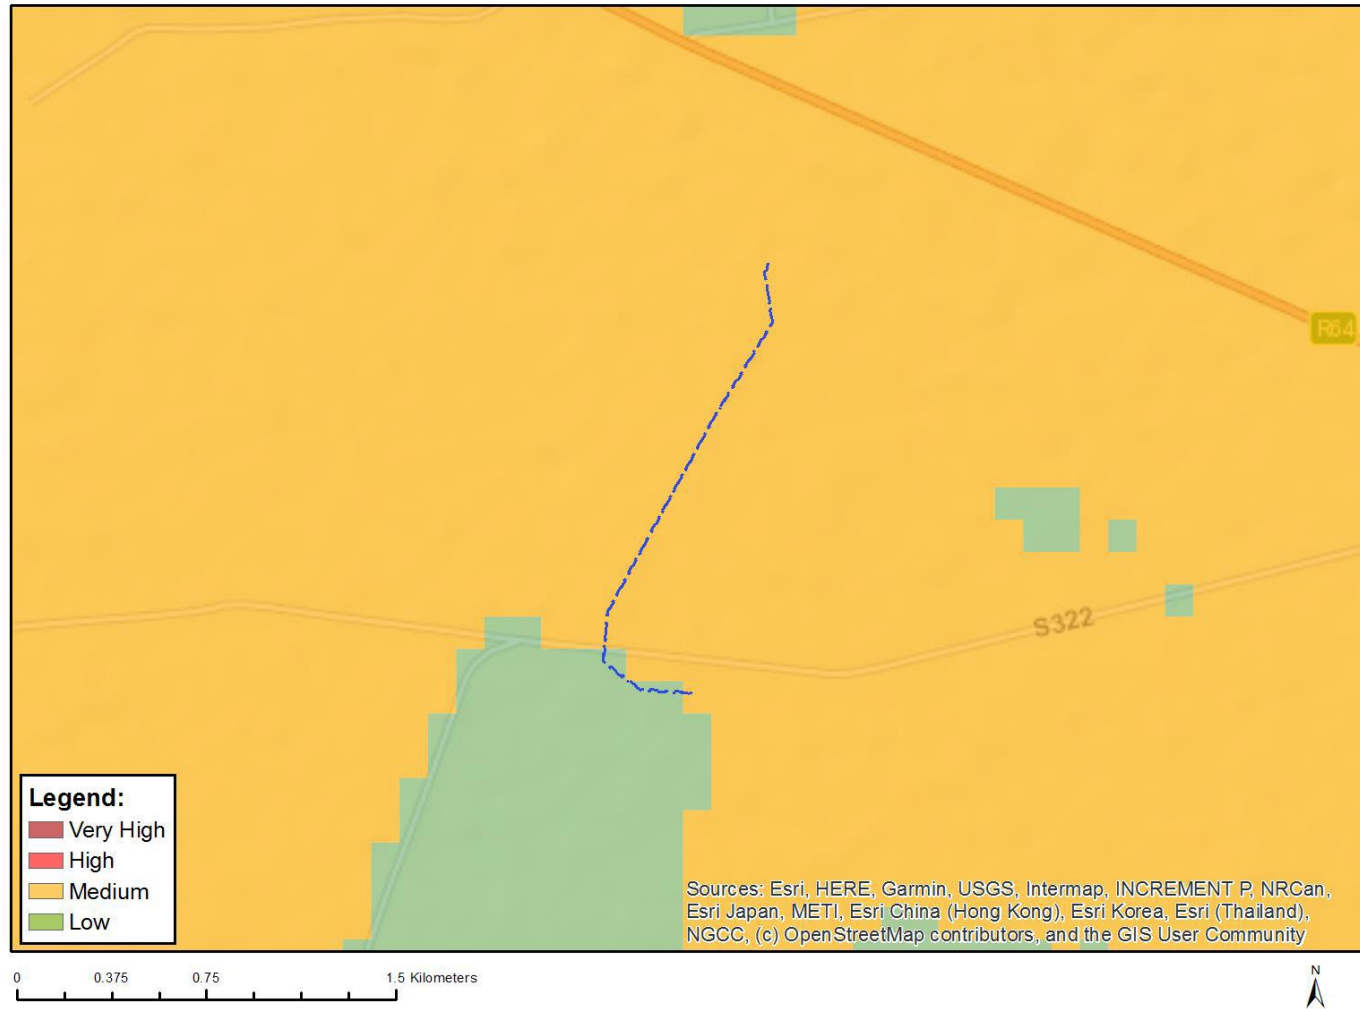 R64
S322
Legend:
Very High
High
Medium
Low
Sources: Esri, HERE, Garmin, USGS, Intermap, INCREMENT P, NRCan,
Esri Japan, METI, Esri China (Hong Kong), Esri Korea, Esri (Thailand),
NGCC, (c) OpenStreetMap contributors, and the GIS User Community
0 0.375 0.75 1.5 Kilometers
N